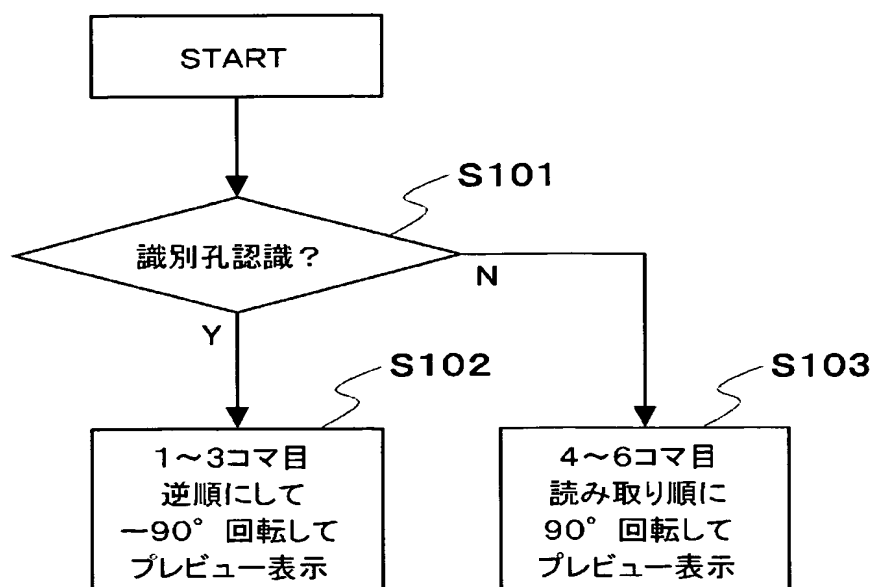 START
S101
識別孔認識?
N
Y
S102
S103
1~3コマ目
逆順にして
−90° 回転して
プレビュー表示
4~6コマ目
読み取り順に
90° 回転して
プレビュー表示